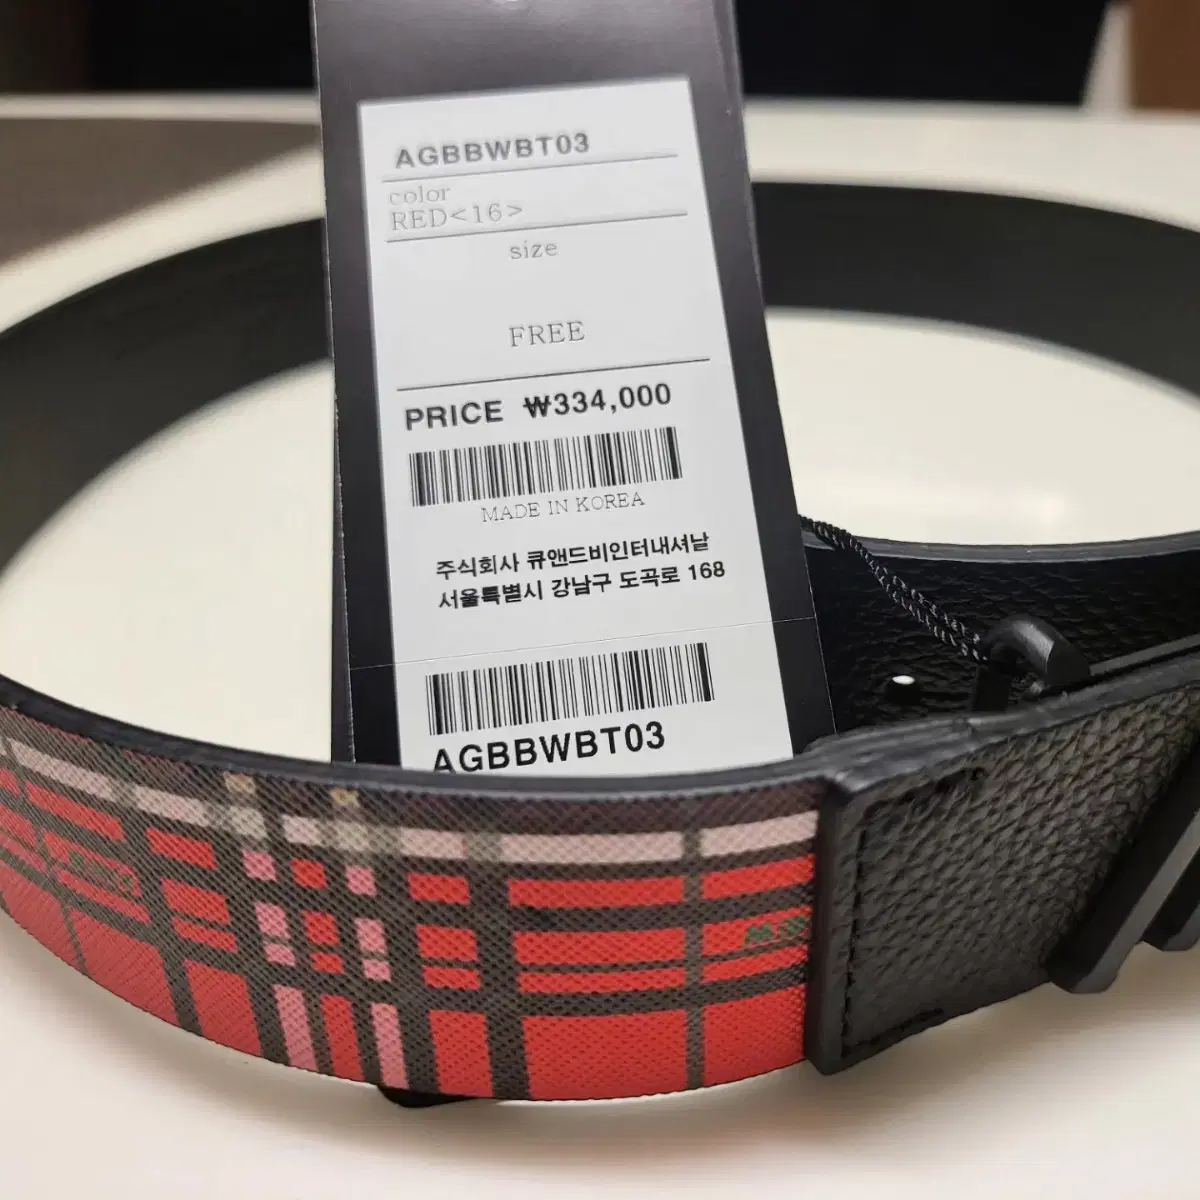 AGBBWBT03
color
RED<16>
size
FREE
PRICE ₩334,000
MADE IN KOREA
주식회사 큐앤드비인터내셔날
서울특별시 강남구 도곡로 168
AGBBWBT03